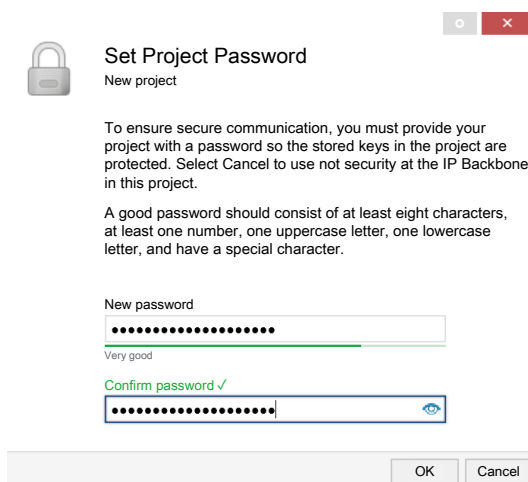 Set Project Password
New project
To ensure secure communication, you must provide your
project with a password so the stored keys in the project are
protected. Select Cancel to use not security at the IP Backbone
in this project.
A good password should consist of at least eight characters,
at least one number, one uppercase letter, one lowercase
letter, and have a special character.
New password
●●●●●●●●●●●●●●●●●●●●
Very good
Confirm password ✓
●●●●●●●●●●●●●●●●●●●●
OK Cancel